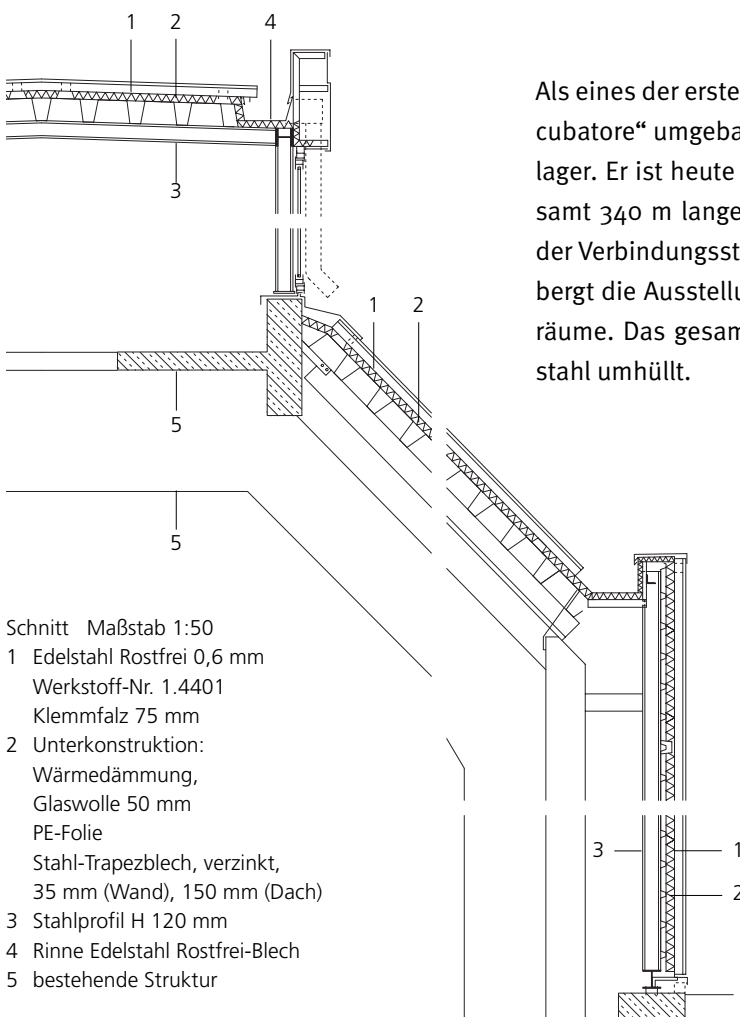 1 2 4
Als eines der erste
cubatore“ umgeba
lager. Er ist heute
samt 340 m lange
der Verbindungsst
bergt die Ausstellu
räume. Das gesam
stahl umhüllt.
3
1 2
5
5
Schnitt Maßstab 1:50
1 Edelstahl Rostfrei 0,6 mm
Werkstoff-Nr. 1.4401
Klemmfalz 75 mm
2 Unterkonstruktion:
Wärmedämmung,
Glaswolle 50 mm
PE-Folie
Stahl-Trapezblech, verzinkt,
35 mm (Wand), 150 mm (Dach)
3 Stahlprofil H 120 mm
4 Rinne Edelstahl Rostfrei-Blech
5 bestehende Struktur
3 1
2